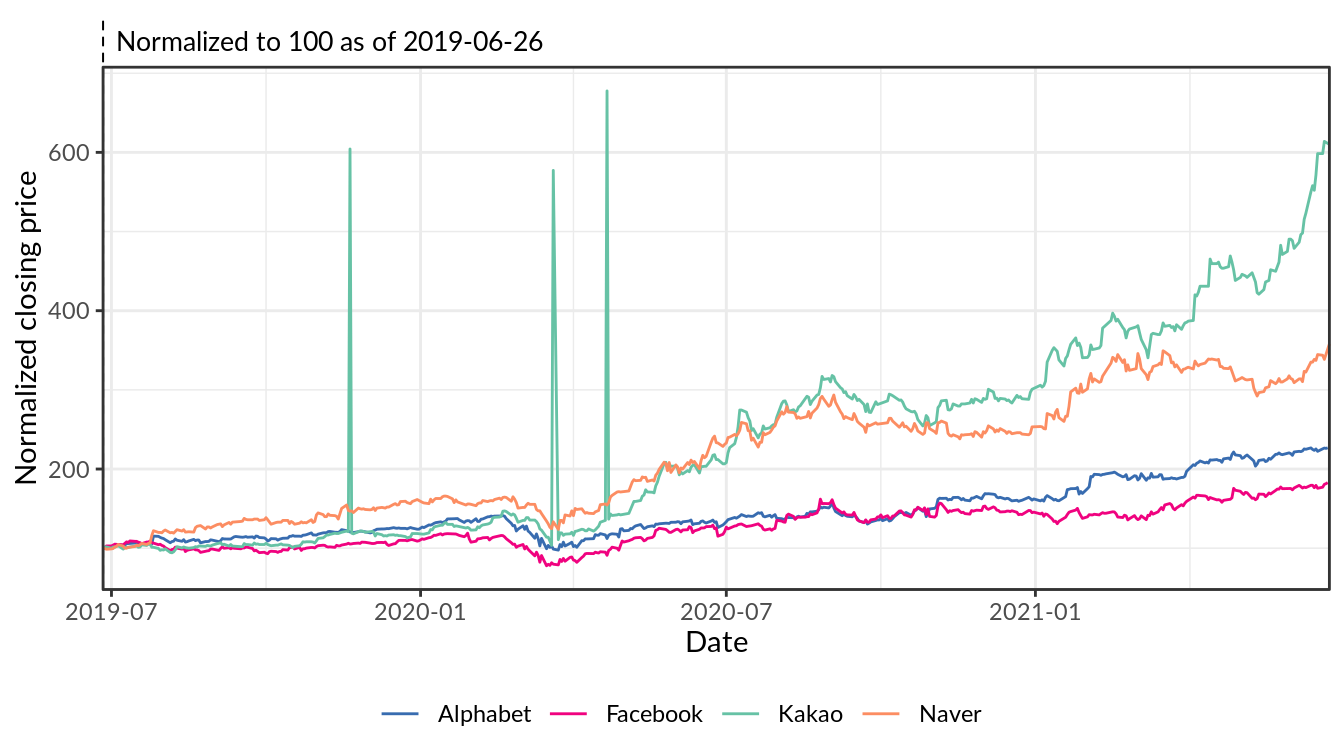 Normalized to 100 as of 2019-06-26
Normalized closing price
600
400
200
2019-07 2020-01 2020-07 2021-01
Date
Alphabet Facebook Kakao Naver